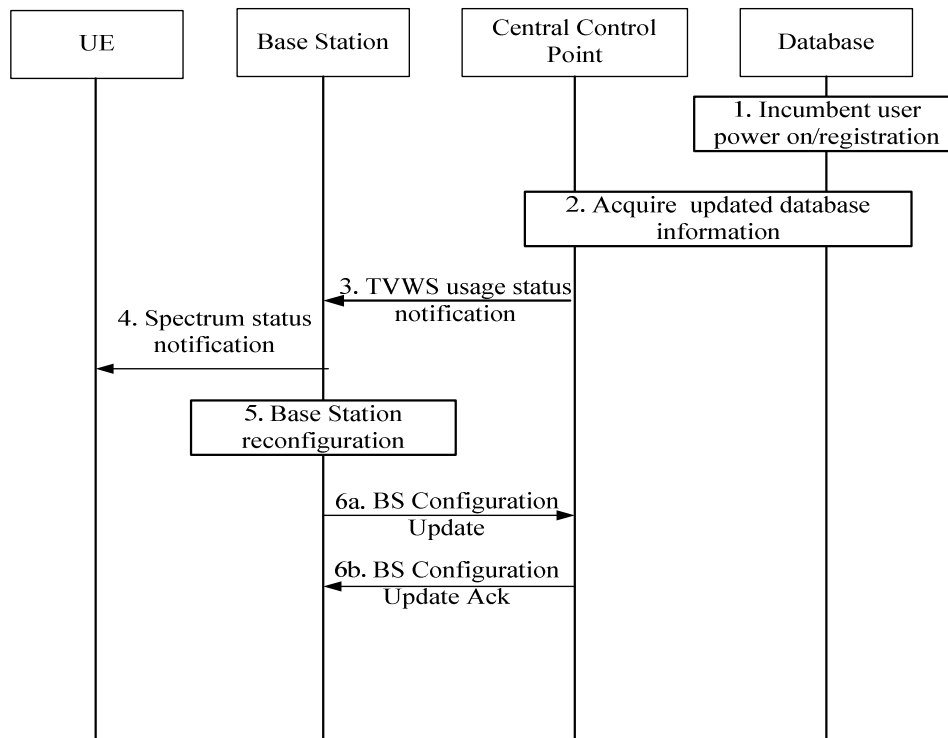 UE
Base Station
Central Control
Point
Database
1. Incumbent user
power on/registration
2. Acquire updated database
information
3. TVWS usage status
notification
4. Spectrum status
notification
5. Base Station
reconfiguration
6a. BS Configuration
Update
6b. BS Configuration
Update Ack